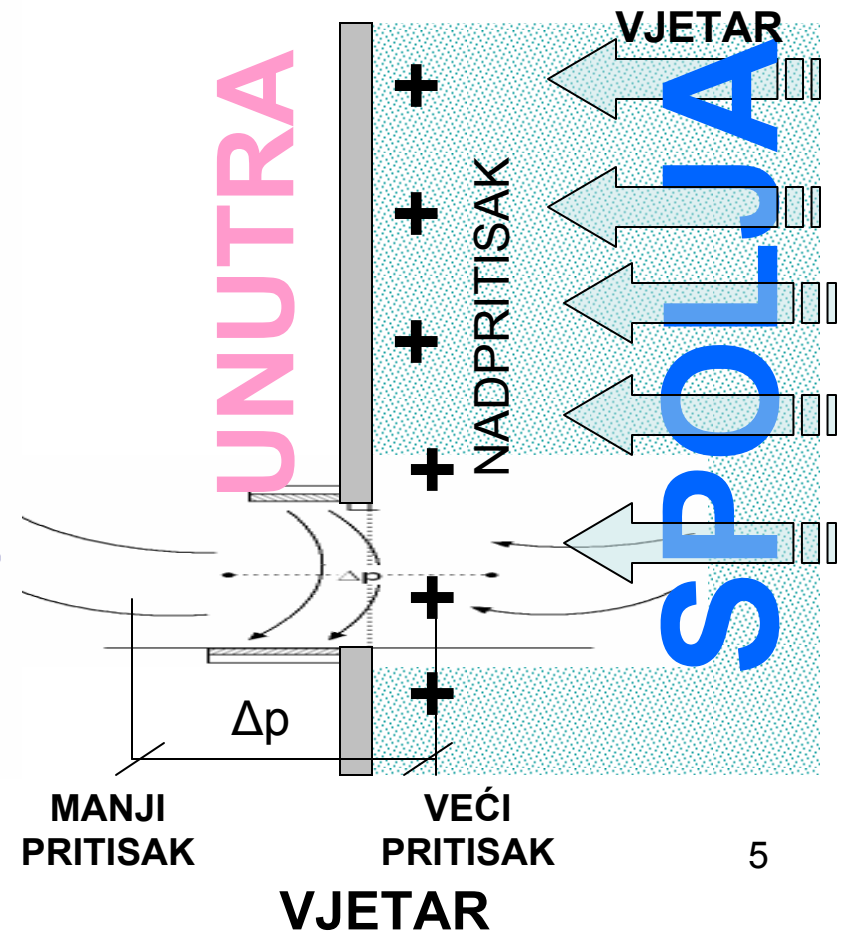 VJETAR
UNUTRA
NADPRITISAK
SPOLJA
Δp
Δp
MANJI
PRITISAK
VEĆI
PRITISAK
5
VJETAR